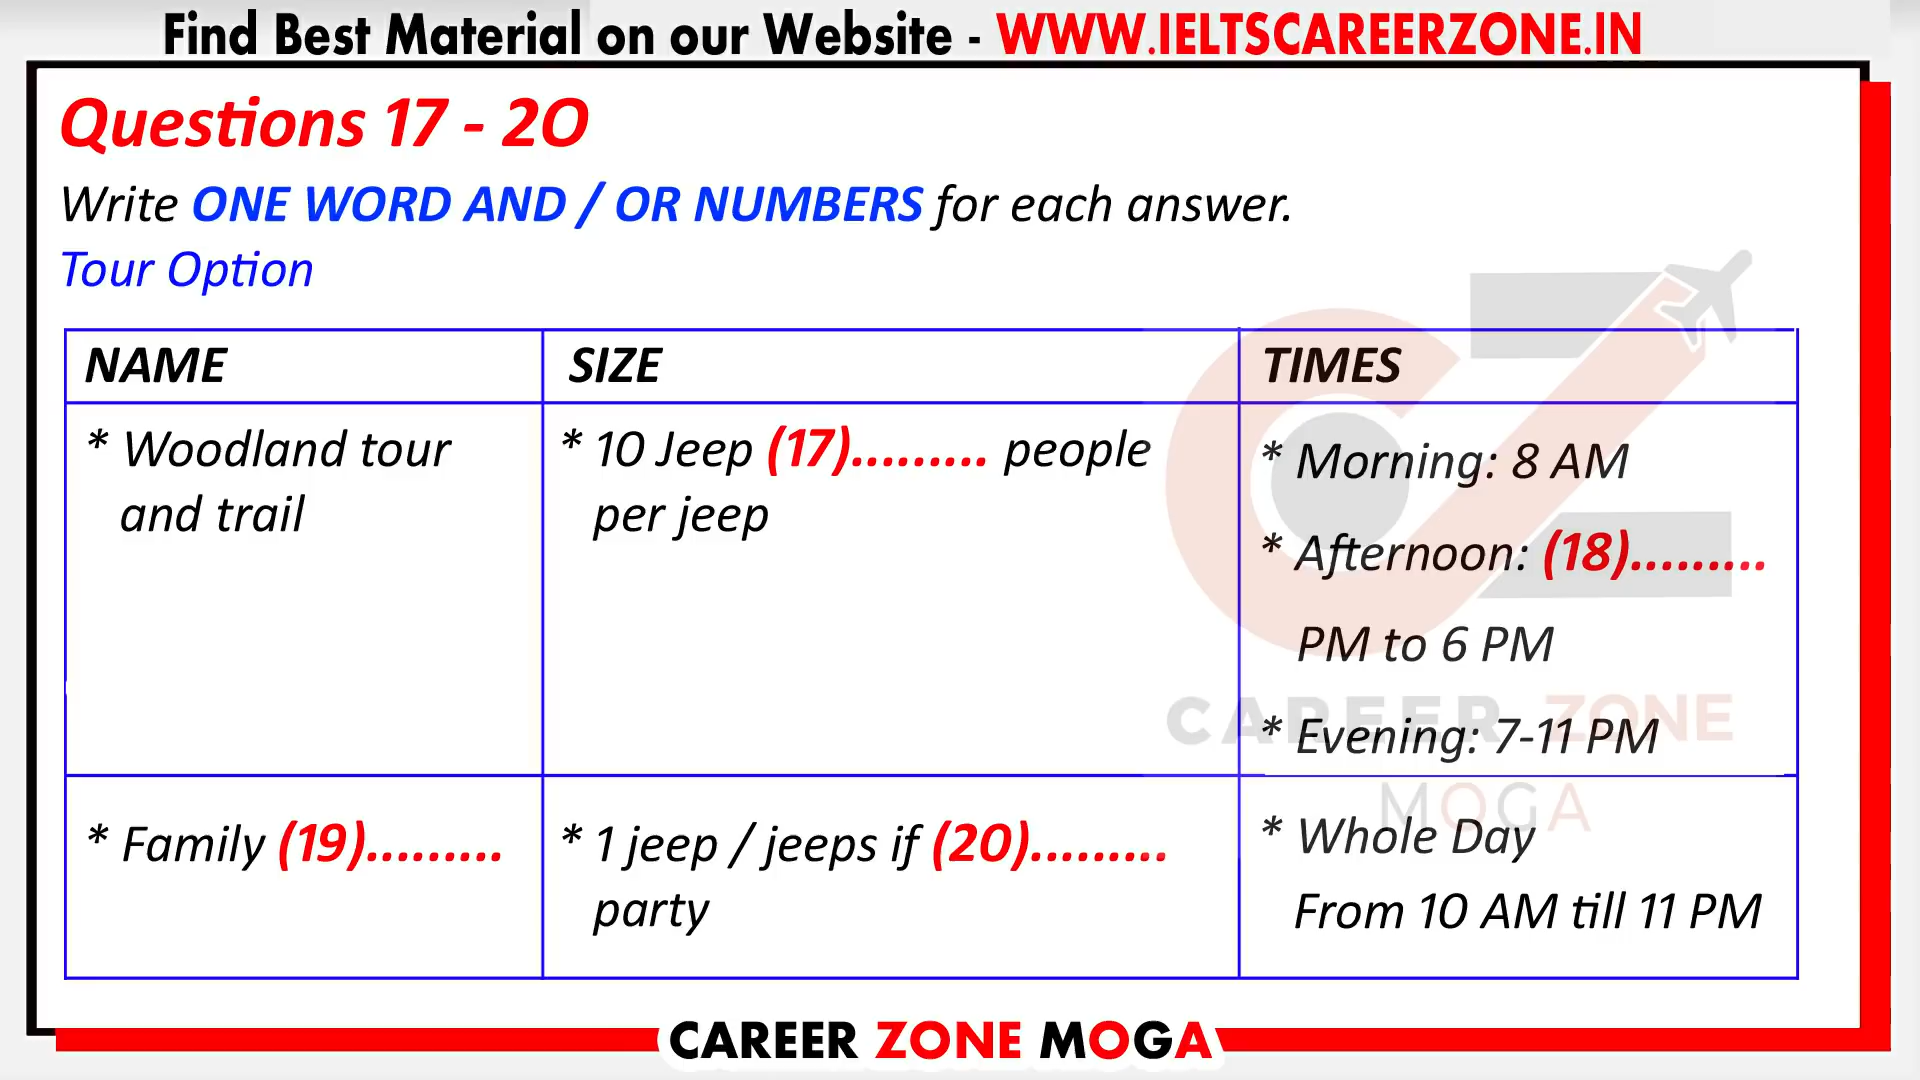 Find Best Material on our Website - WWW.IELTSCAREERZONE.IN
Questions 17 - 20
Write ONE WORD AND / OR NUMBERS for each answer.
Tour Option
NAME
SIZE
TIMES
* Woodland tour
and trail
* 10 Jeep (17)......... people
per jeep
* Morning: 8 AM
* Afternoon: (18).........
PM to 6 PM
* Evening: 7-11 PM
* Family (19).........
* 1 jeep / jeeps if (20).........
party
* Whole Day
From 10 AM till 11 PM
CAREER ZONE
MOGA
CAREER ZONE MOGA